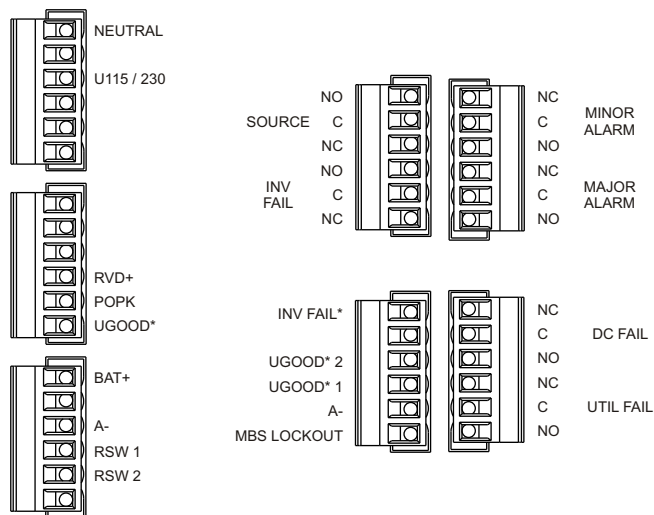 NEUTRAL
U115 / 230
RVD+
POPK
UGOOD*
BAT+
A-
RSW 1
RSW 2
NO
SOURCE C
NC
NO
INV
FAIL
C
NC
NC
C
MINOR
ALARM
NO
NC
C
MAJOR
ALARM
NO
INV FAIL*
UGOOD* 2
UGOOD* 1
A-
MBS LOCKOUT
NC
C DC FAIL
NO
NC
C UTIL FAIL
NO